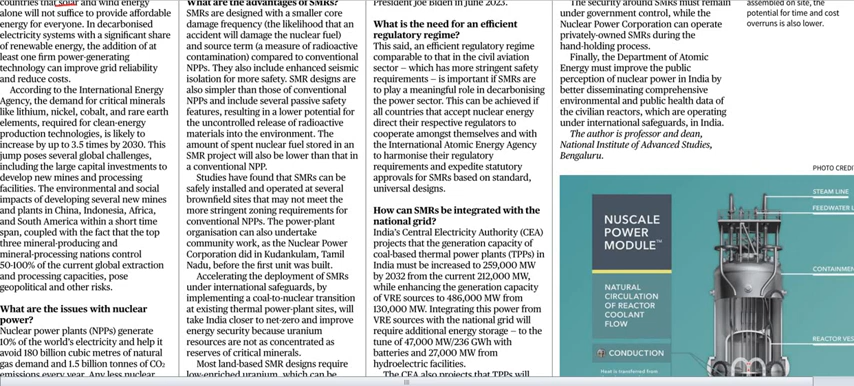 countries that solar and wind energy
alone will not suffice to provide affordable
energy for everyone. In decarbonised
electricity systems with a significant share
of renewable energy, the addition of at
least one firm power-generating
technology can improve grid reliability
and reduce costs.
According to the International Energy
Agency, the demand for critical minerals
like lithium, nickel, cobalt, and rare earth
elements, required for clean-energy
production technologies, is likely to
increase by up to 3.5 times by 2030. This
jump poses several global challenges,
including the large capital investments to
develop new mines and processing
facilities. The environmental and social
impacts of developing several new mines
and plants in China, Indonesia, Africa,
and South America within a short time
span, coupled with the fact that the top
three mineral-producing and
mineral-processing nations control
50-100% of the current global extraction
and processing capacities, pose
geopolitical and other risks.
What are the issues with nuclear
power?
Nuclear power plants (NPPs) generate
10% of the world's electricity and help it
avoid 180 billion cubic metres of natural
gas demand and 1.5 billion tonnes of CO₂
emissions every year. Any less nuclear
What are the advantages of SMRs?
SMRs are designed with a smaller core
damage frequency (the likelihood that an
accident will damage the nuclear fuel)
and source term (a measure of radioactive
contamination) compared to conventional
NPPs. They also include enhanced seismic
isolation for more safety. SMR designs are
also simpler than those of conventional
NPPs and include several passive safety
features, resulting in a lower potential for
the uncontrolled release of radioactive
materials into the environment. The
amount of spent nuclear fuel stored in an
SMR project will also be lower than that in
a conventional NPP.
Studies have found that SMRs can be
safely installed and operated at several
brownfield sites that may not meet the
more stringent zoning requirements for
conventional NPPs. The power-plant
organisation can also undertake
community work, as the Nuclear Power
Corporation did in Kudankulam, Tamil
Nadu, before the first unit was built.
Accelerating the deployment of SMRs
under international safeguards, by
implementing a coal-to-nuclear transition
at existing thermal power-plant sites, will
take India closer to net-zero and improve
energy security because uranium
resources are not as concentrated as
reserves of critical minerals.
Most land-based SMR designs require
low-enriched uranium, which can be
President Joe Biden in June 2023.
What is the need for an efficient
regulatory regime?
This said, an efficient regulatory regime
comparable to that in the civil aviation
sector – which has more stringent safety
requirements – is important if SMRs are
to play a meaningful role in decarbonising
the power sector. This can be achieved if
all countries that accept nuclear energy
direct their respective regulators to
cooperate amongst themselves and with
the International Atomic Energy Agency
to harmonise their regulatory
requirements and expedite statutory
approvals for SMRs based on standard,
universal designs.
How can SMRs be integrated with the
national grid?
India's Central Electricity Authority (CEA)
projects that the generation capacity of
coal-based thermal power plants (TPPs) in
India must be increased to 259,000 MW
by 2032 from the current 212,000 MW,
while enhancing the generation capacity
of VRE sources to 486,000 MW from
130,000 MW. Integrating this power from
VRE sources with the national grid will
require additional energy storage – to the
tune of 47,000 MW/236 GWh with
batteries and 27,000 MW from
hydroelectric facilities.
The CEA also projects that TPPs will
The security around SMRs must remain
under government control, while the
Nuclear Power Corporation can operate
privately-owned SMRs during the
hand-holding process.
Finally, the Department of Atomic
Energy must improve the public
perception of nuclear power in India by
better disseminating comprehensive
environmental and public health data of
the civilian reactors, which are operating
under international safeguards, in India.
The author is professor and dean,
National Institute of Advanced Studies,
Bengaluru.
assembled on site, the
potential for time and cost
overruns is also lower.
PHOTO CREDI
NUSCALE
POWER
MODULE™
NATURAL
CIRCULATION
OF REACTOR
COOLANT
FLOW
CONDUCTION
Heat is transferred from
STEAM LINE
FEEDWATER L
CONTAINMEN
REACTOR VES